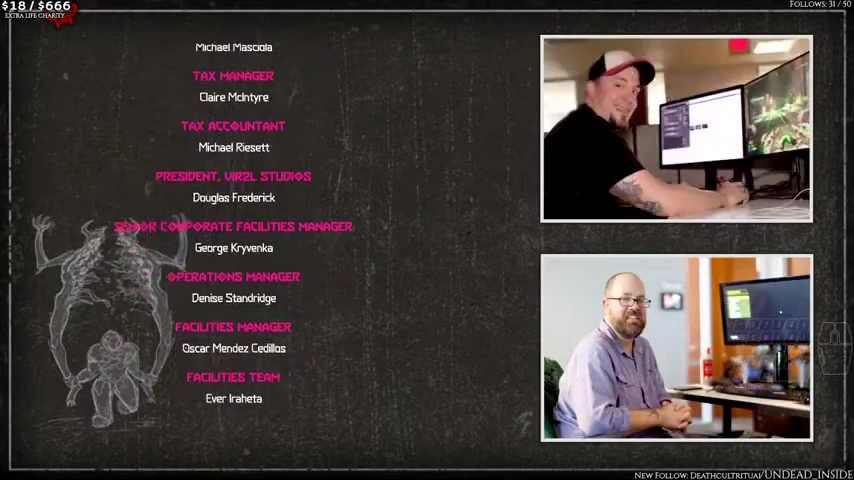 $18 / $666
EXTRA LIFE CHARITY
FOLLOWS: 31 / 50
Michael Masciola
TAX MANAGER
Claire McIntyre
TAX ACCOUNTANT
Michael Riesett
PRESIDENT, VIR2L STUDIOS
Douglas Frederick
SENIOR CORPORATE FACILITIES MANAGER
George Kryvenka
OPERATIONS MANAGER
Denise Standridge
FACILITIES MANAGER
Oscar Mendez Cedillos
FACILITIES TEAM
Ever Iraheta
NEW FOLLOW: DEATHCULTRITUAL/UNDEAD_INSIDE